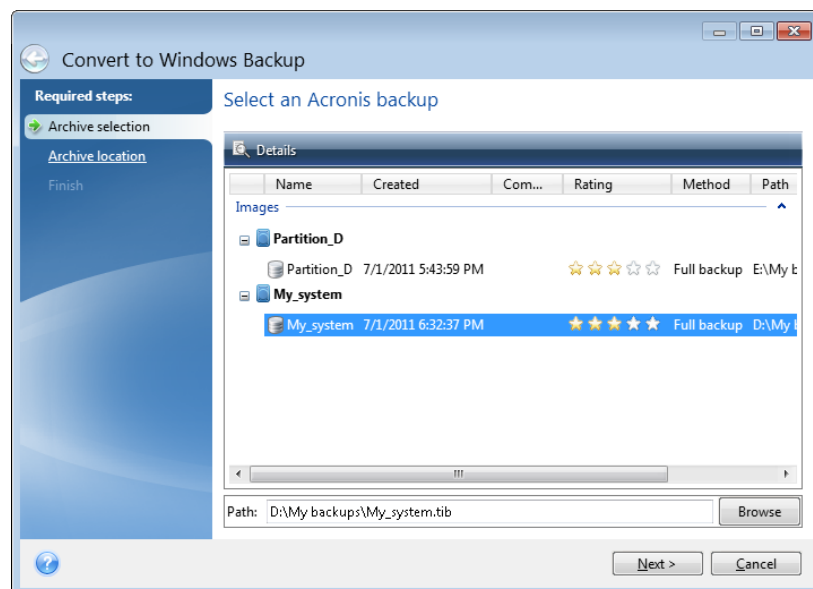 Convert to Windows Backup
Required steps:
Archive selection
Archive location
Finish
Select an Acronis backup
Details
Name Created Com... Rating Method Path
Images
Partition_D
Partition_D 7/1/2011 5:43:59 PM Full backup E:\My b
My_system
My_system 7/1/2011 6:32:37 PM Full backup D:\My b
Path: D:\My backups\My_system.tib Browse
Next > Cancel